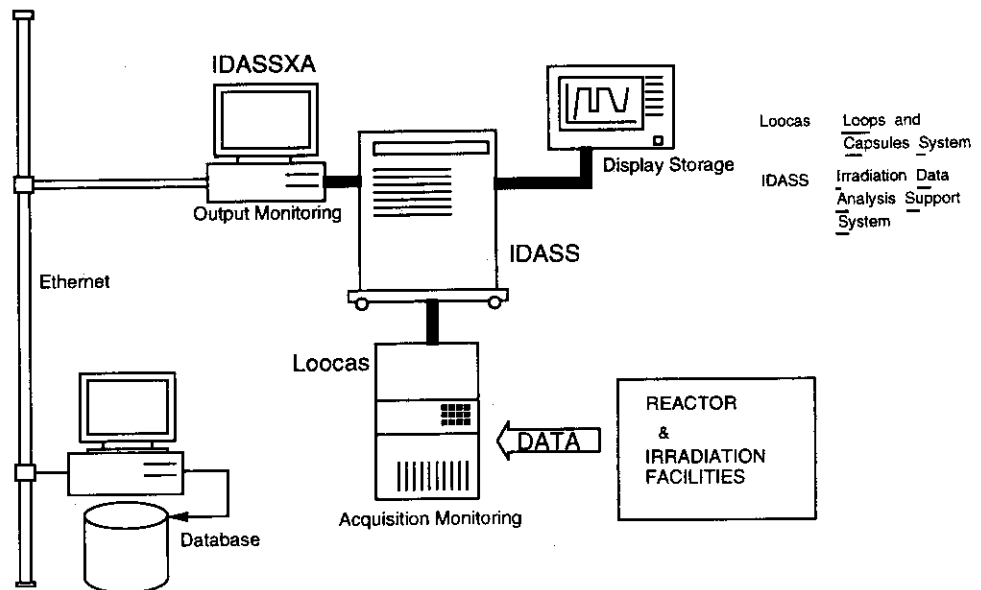 IDASSXA
Output Monitoring
Display Storage
Loocas Loops and
Capsules System
IDASS Irradiation Data
Analysis Support
System
IDASS
Ethernet
Loocas
DATA
REACTOR
&
IRRADIATION
FACILITIES
Acquisition Monitoring
Database